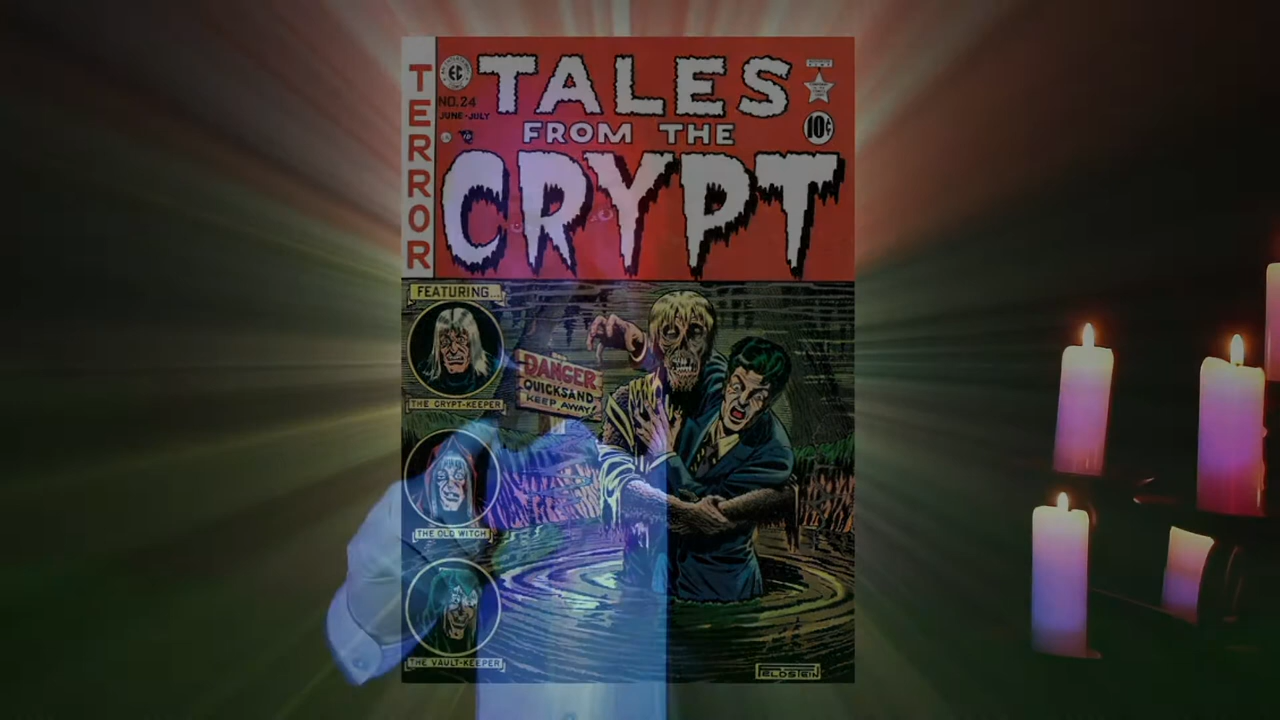 TERROR
EC
NO. 24
JUNE-JULY
TALES
FROM THE
CRYPT
10¢
FEATURING...
THE CRYPT-KEEPER
DANGER
QUICKSAND
KEEP AWAY!
THE OLD WITCH
THE VAULT-KEEPER
FELDSTEIN